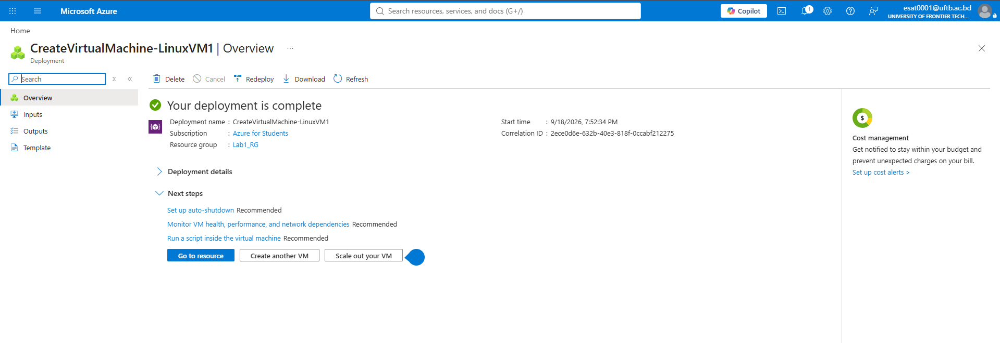 Microsoft Azure
Search resources, services, and docs (G+/)
Copilot
1
esat0001@uftb.ac.bd
UNIVERSITY OF FRONTIER TECH...
Home
CreateVirtualMachine-LinuxVM1 | Overview ...
Deployment
Search
Delete Cancel Redeploy Download Refresh
Overview
Inputs
Outputs
Template
Your deployment is complete
Deployment name : CreateVirtualMachine-LinuxVM1
Subscription : Azure for Students
Resource group : Lab1_RG
Start time : 9/18/2026, 7:52:34 PM
Correlation ID : 2ece0d6e-632b-40e3-818f-0ccabf212275
Deployment details
Next steps
Set up auto-shutdown Recommended
Monitor VM health, performance, and network dependencies Recommended
Run a script inside the virtual machine Recommended
Go to resource Create another VM Scale out your VM
$
Cost management
Get notified to stay within your budget and
prevent unexpected charges on your bill.
Set up cost alerts >